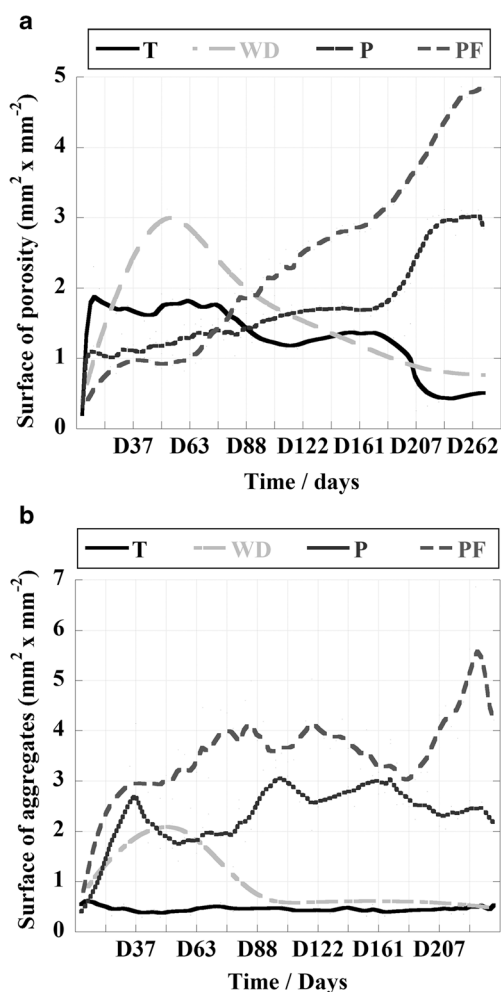 a
T WD P PF
Surface of porosity (mm² x mm⁻²)
5
4
3
2
1
0
D37 D63 D88 D122 D161 D207 D262
Time / days
b
T WD P PF
Surface of aggregates (mm² x mm⁻²)
7
6
5
4
3
2
1
0
D37 D63 D88 D122 D161 D207
Time / Days